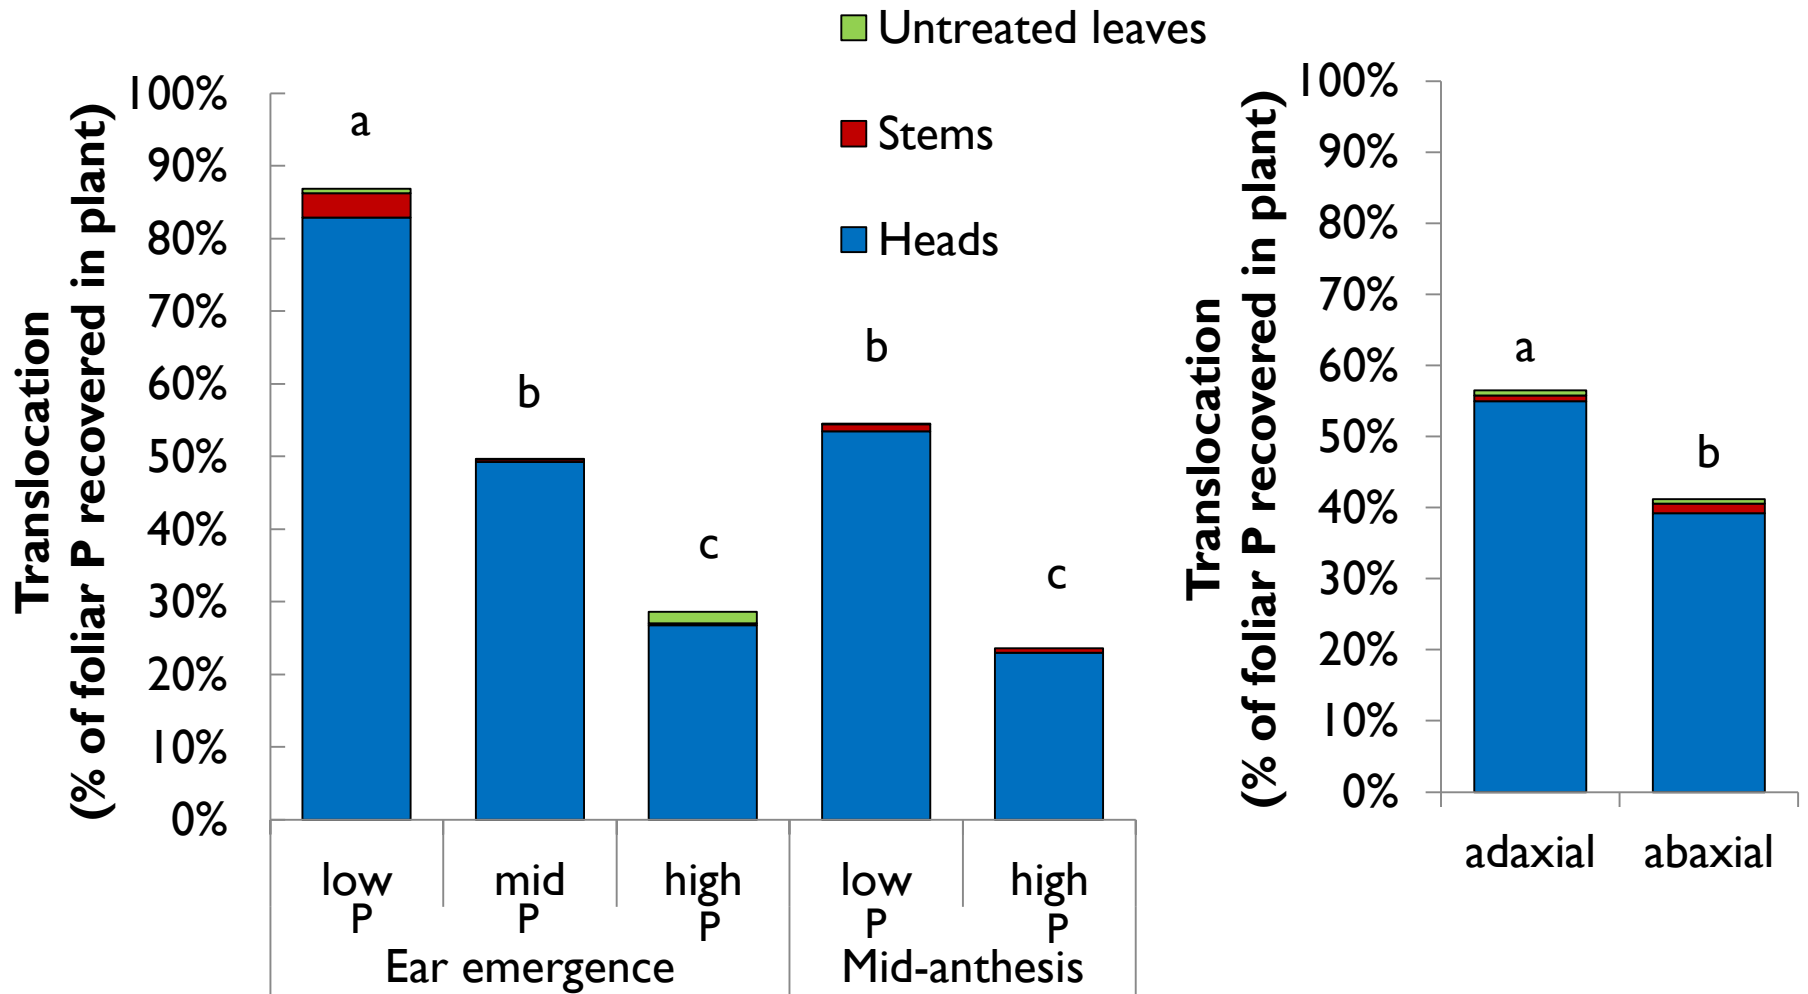 Untreated leaves
Stems
Heads
Translocation
(% of foliar P recovered in plant)
100%
90%
80%
70%
60%
50%
40%
30%
20%
10%
0%
a
b
c
b
c
low P
mid P
high P
low P
high P
Ear emergence
Mid-anthesis
Translocation
(% of foliar P recovered in plant)
100%
90%
80%
70%
60%
50%
40%
30%
20%
10%
0%
a
b
adaxial
abaxial